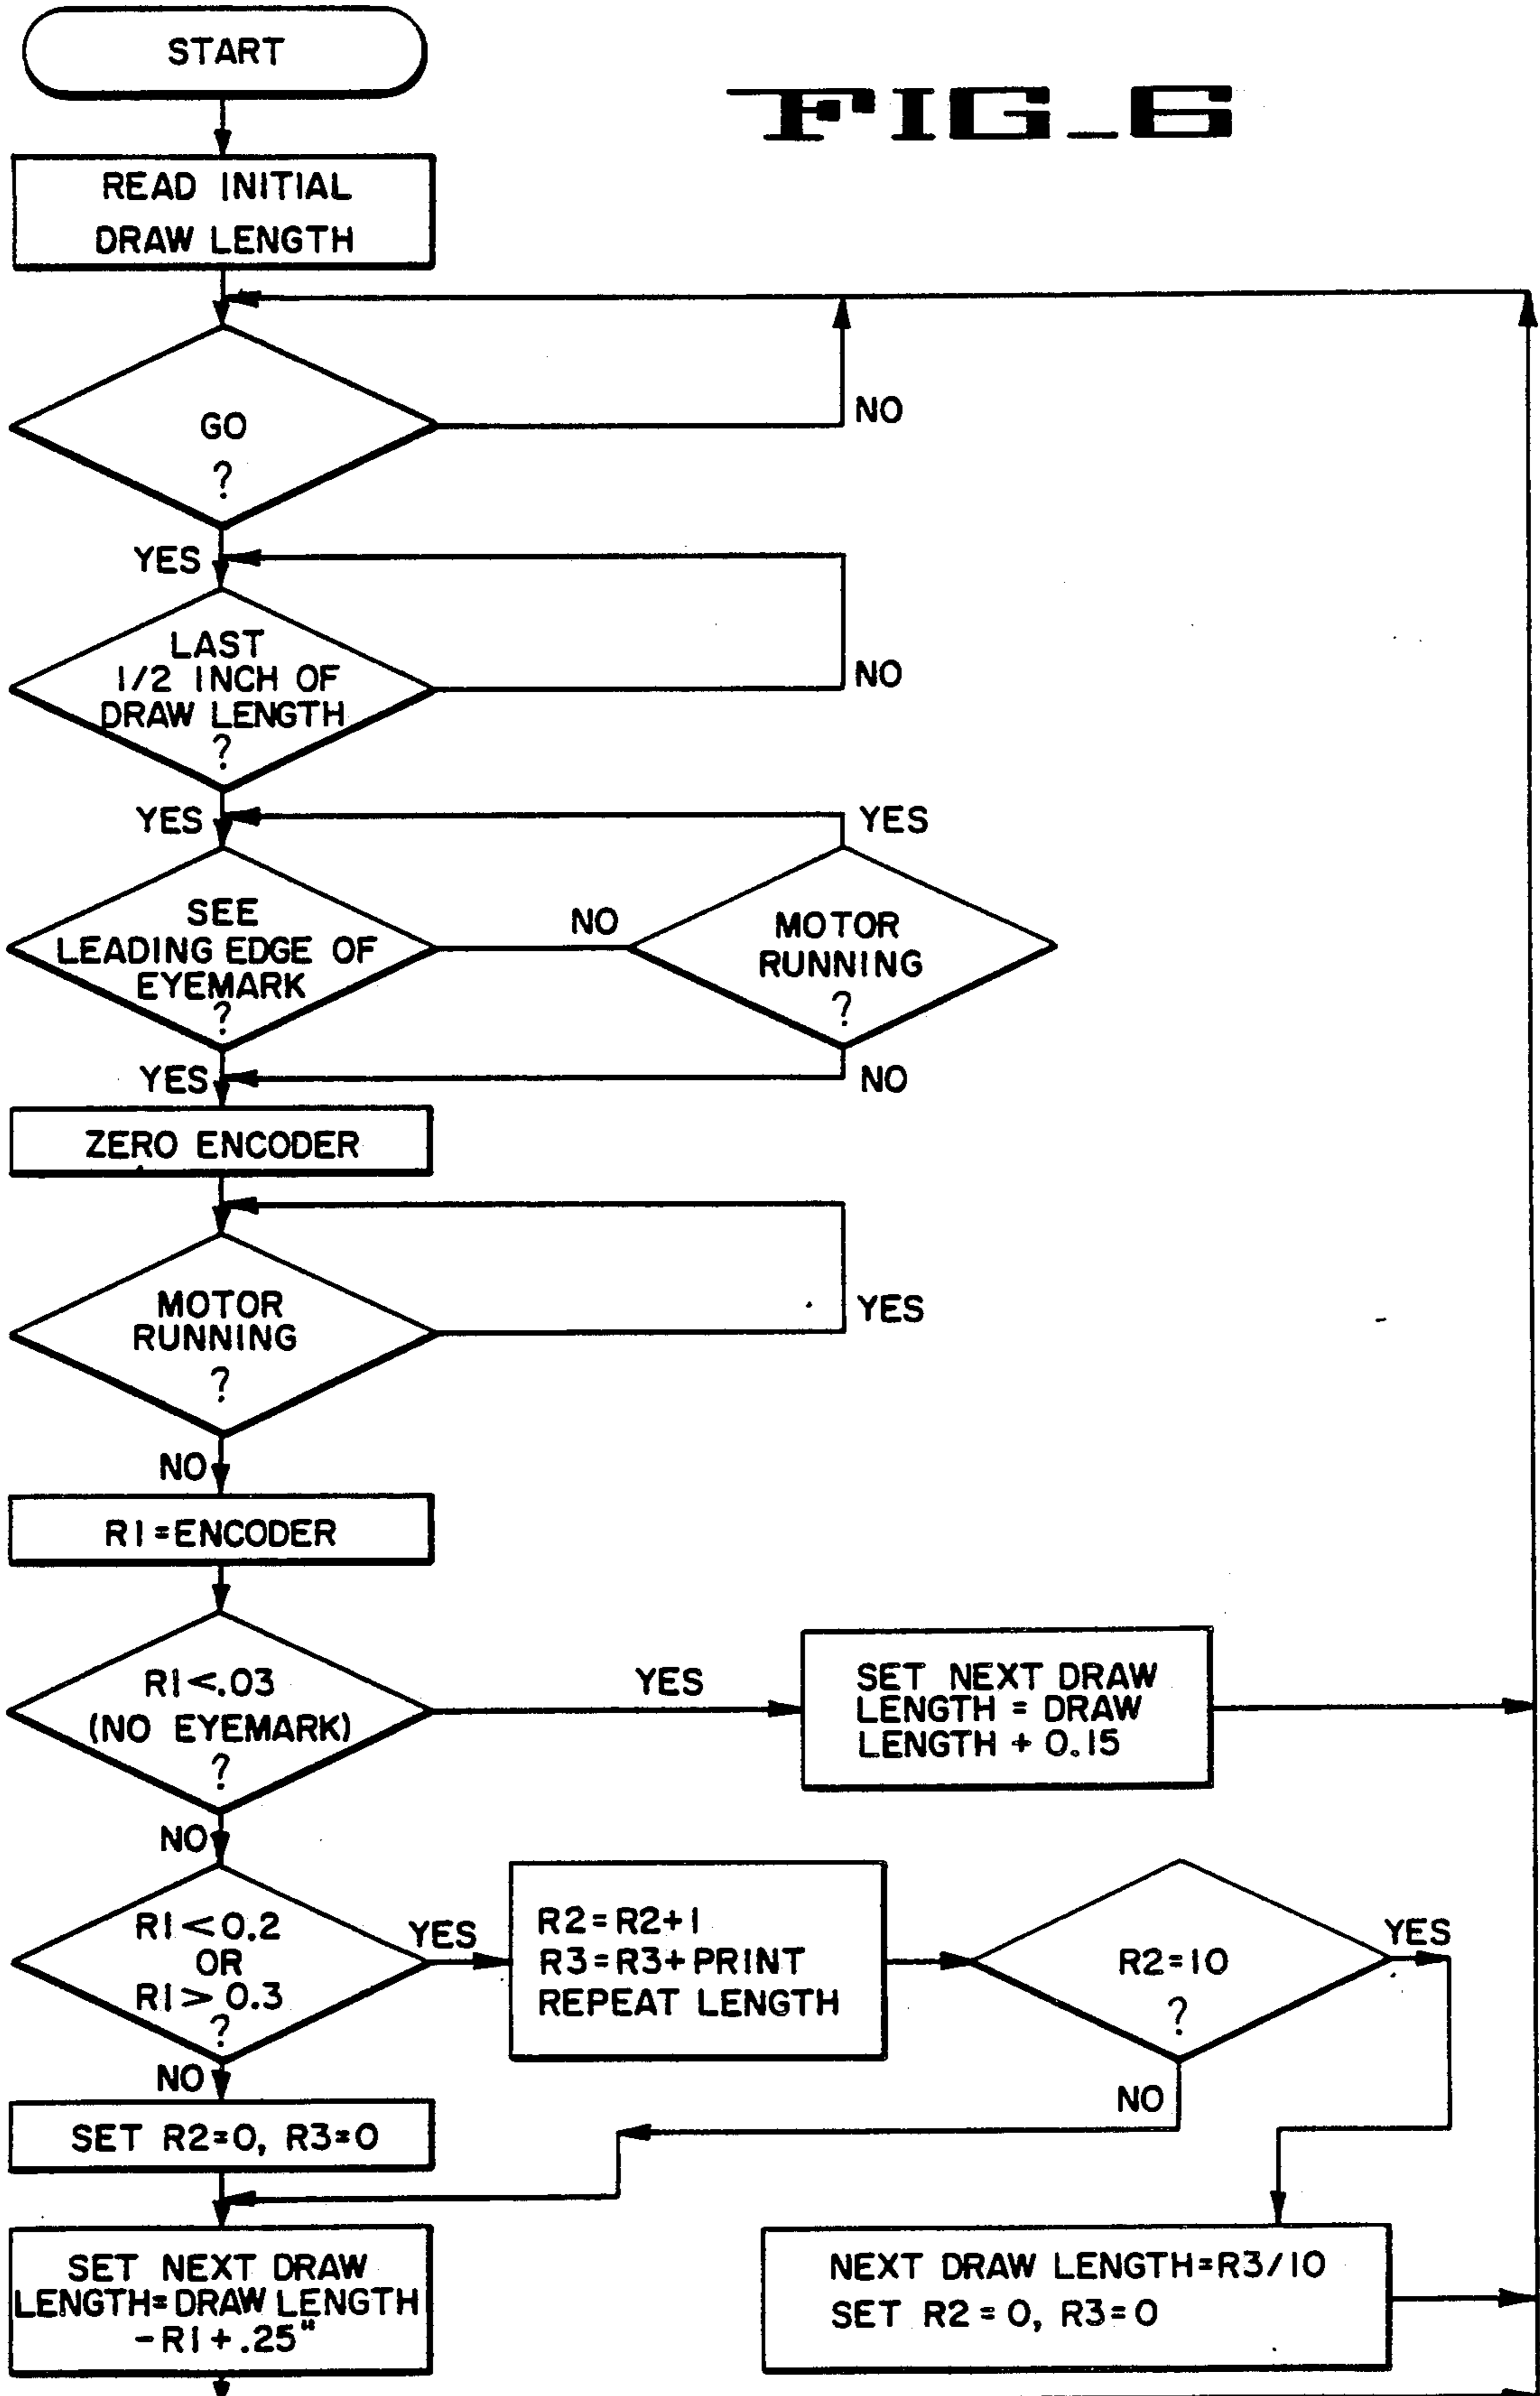 FIG_6
START
READ INITIAL
DRAW LENGTH
GO
?
NO
YES
LAST
1/2 INCH OF
DRAW LENGTH
?
NO
YES
YES
SEE
LEADING EDGE OF
EYEMARK
?
NO
MOTOR
RUNNING
?
YES
NO
ZERO ENCODER
MOTOR
RUNNING
?
YES
NO
R1=ENCODER
R1<.03
(NO EYEMARK)
?
YES
SET NEXT DRAW
LENGTH = DRAW
LENGTH + 0.15
NO
R1<0.2
OR
R1>0.3
?
YES
R2=R2+1
R3=R3+PRINT
REPEAT LENGTH
R2=10
?
YES
NO
NO
SET R2=0, R3=0
SET NEXT DRAW
LENGTH=DRAW LENGTH
-R1+.25"
NEXT DRAW LENGTH=R3/10
SET R2=0, R3=0